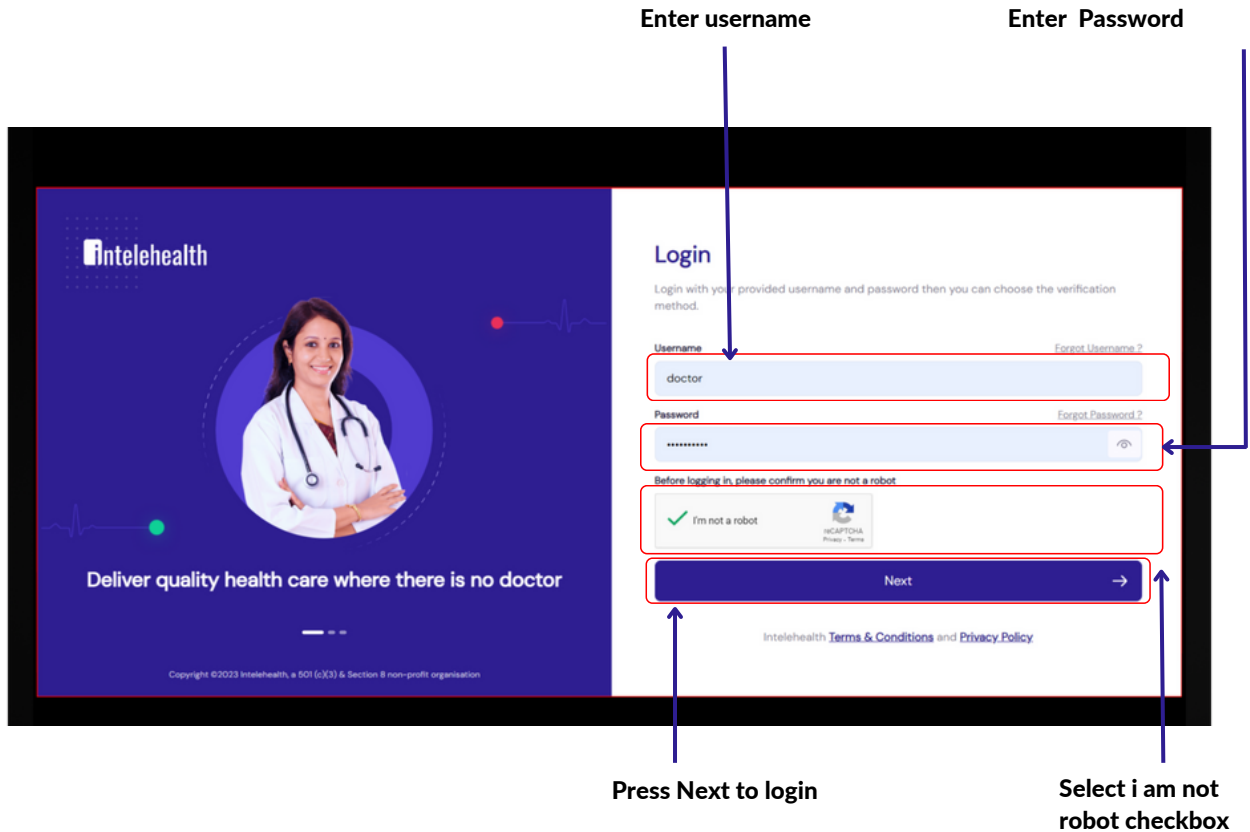 Enter username
Enter Password
intelehealth
Deliver quality health care where there is no doctor
Copyright ©2023 Intelehealth, a 501 (c)(3) & Section 8 non-profit organisation
Login
Login with your provided username and password then you can choose the verification
method.
Username
Forgot Username ?
doctor
Password
Forgot Password ?
••••••••••
Before logging in, please confirm you are not a robot
I'm not a robot
reCAPTCHA
Privacy - Terms
Next
Intelehealth Terms & Conditions and Privacy Policy
Press Next to login
Select i am not
robot checkbox